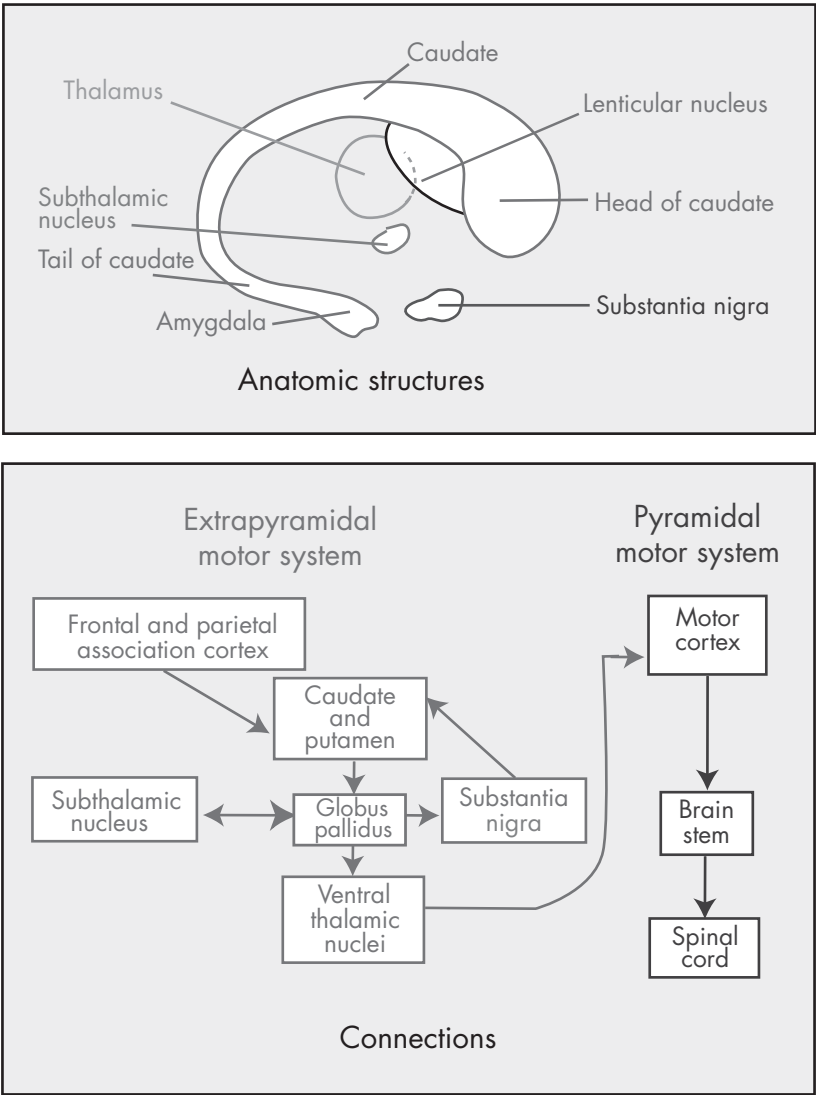 Caudate
Thalamus
Lenticular nucleus
Subthalamic
nucleus
Head of caudate
Tail of caudate
Amygdala
Substantia nigra
Anatomic structures
Extrapyramidal
motor system
Pyramidal
motor system
Frontal and parietal
association cortex
Motor
cortex
Caudate
and
putamen
Subthalamic
nucleus
Globus
pallidus
Substantia
nigra
Brain
stem
Ventral
thalamic
nuclei
Spinal
cord
Connections